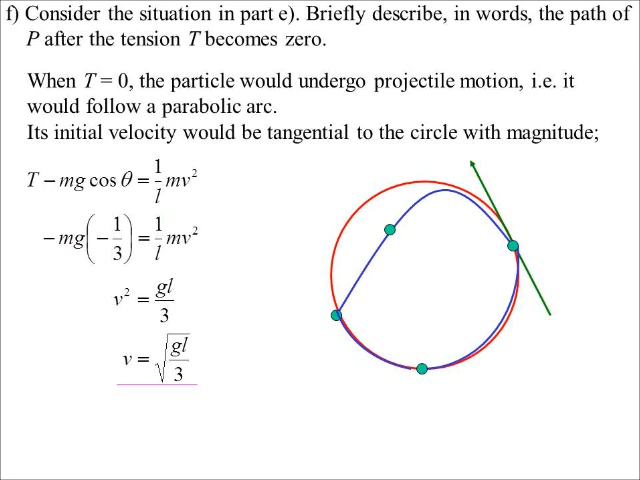 f) Consider the situation in part e). Briefly describe, in words, the path of
P after the tension T becomes zero.
When T = 0, the particle would undergo projectile motion, i.e. it
would follow a parabolic arc.
Its initial velocity would be tangential to the circle with magnitude;
T − mg cos θ = 1/l mv²
−mg(−1/3) = 1/l mv²
v² = gl/3
v = √(gl/3)